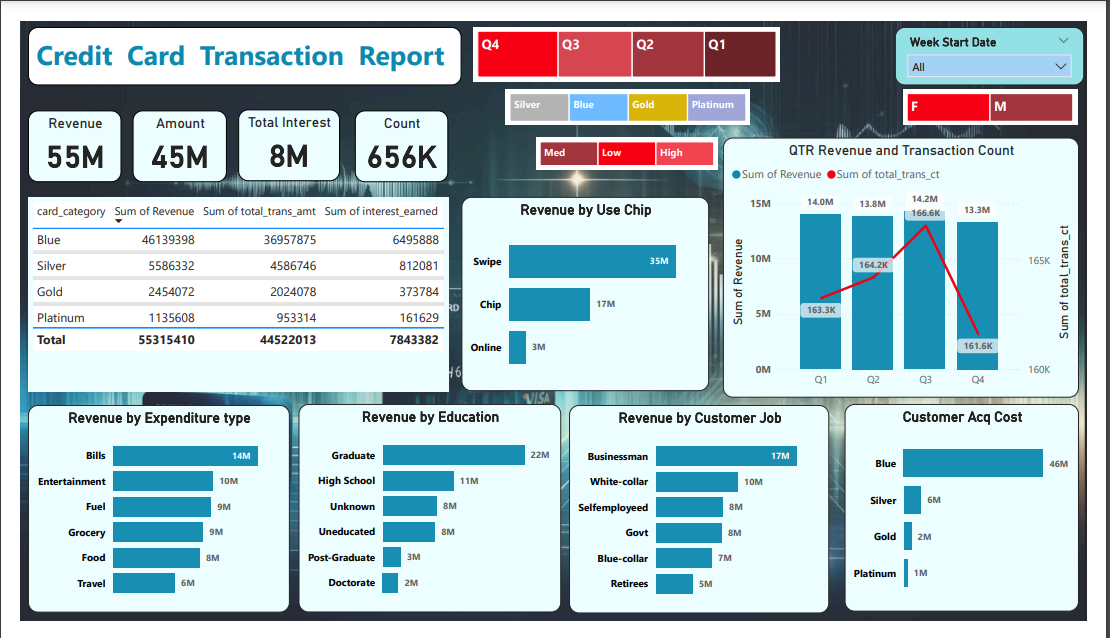 Credit Card Transaction Report
Q4 Q3 Q2 Q1
Week Start Date
All
Silver Blue Gold Platinum
F M
Med Low High
Revenue
55M
Amount
45M
Total Interest
8M
Count
656K
card_category Sum of Revenue Sum of total_trans_amt Sum of interest_earned
Blue 46139398 36957875 6495888
Silver 5586332 4586746 812081
Gold 2454072 2024078 373784
Platinum 1135608 953314 161629
Total 55315410 44522013 7843382
Revenue by Use Chip
Swipe 35M
Chip 17M
Online 3M
QTR Revenue and Transaction Count
Sum of Revenue Sum of total_trans_ct
Sum of Revenue
15M
10M
5M
0M
14.0M 13.8M 14.2M 13.3M
163.3K 164.2K 166.6K 161.6K
Q1 Q2 Q3 Q4
165K
160K
Sum of total_trans_ct
Revenue by Expenditure type
Bills 14M
Entertainment 10M
Fuel 9M
Grocery 9M
Food 8M
Travel 6M
Revenue by Education
Graduate 22M
High School 11M
Unknown 8M
Uneducated 8M
Post-Graduate 3M
Doctorate 2M
Revenue by Customer Job
Businessman 17M
White-collar 10M
Selfemployeed 8M
Govt 8M
Blue-collar 7M
Retirees 5M
Customer Acq Cost
Blue 46M
Silver 6M
Gold 2M
Platinum 1M
VISA